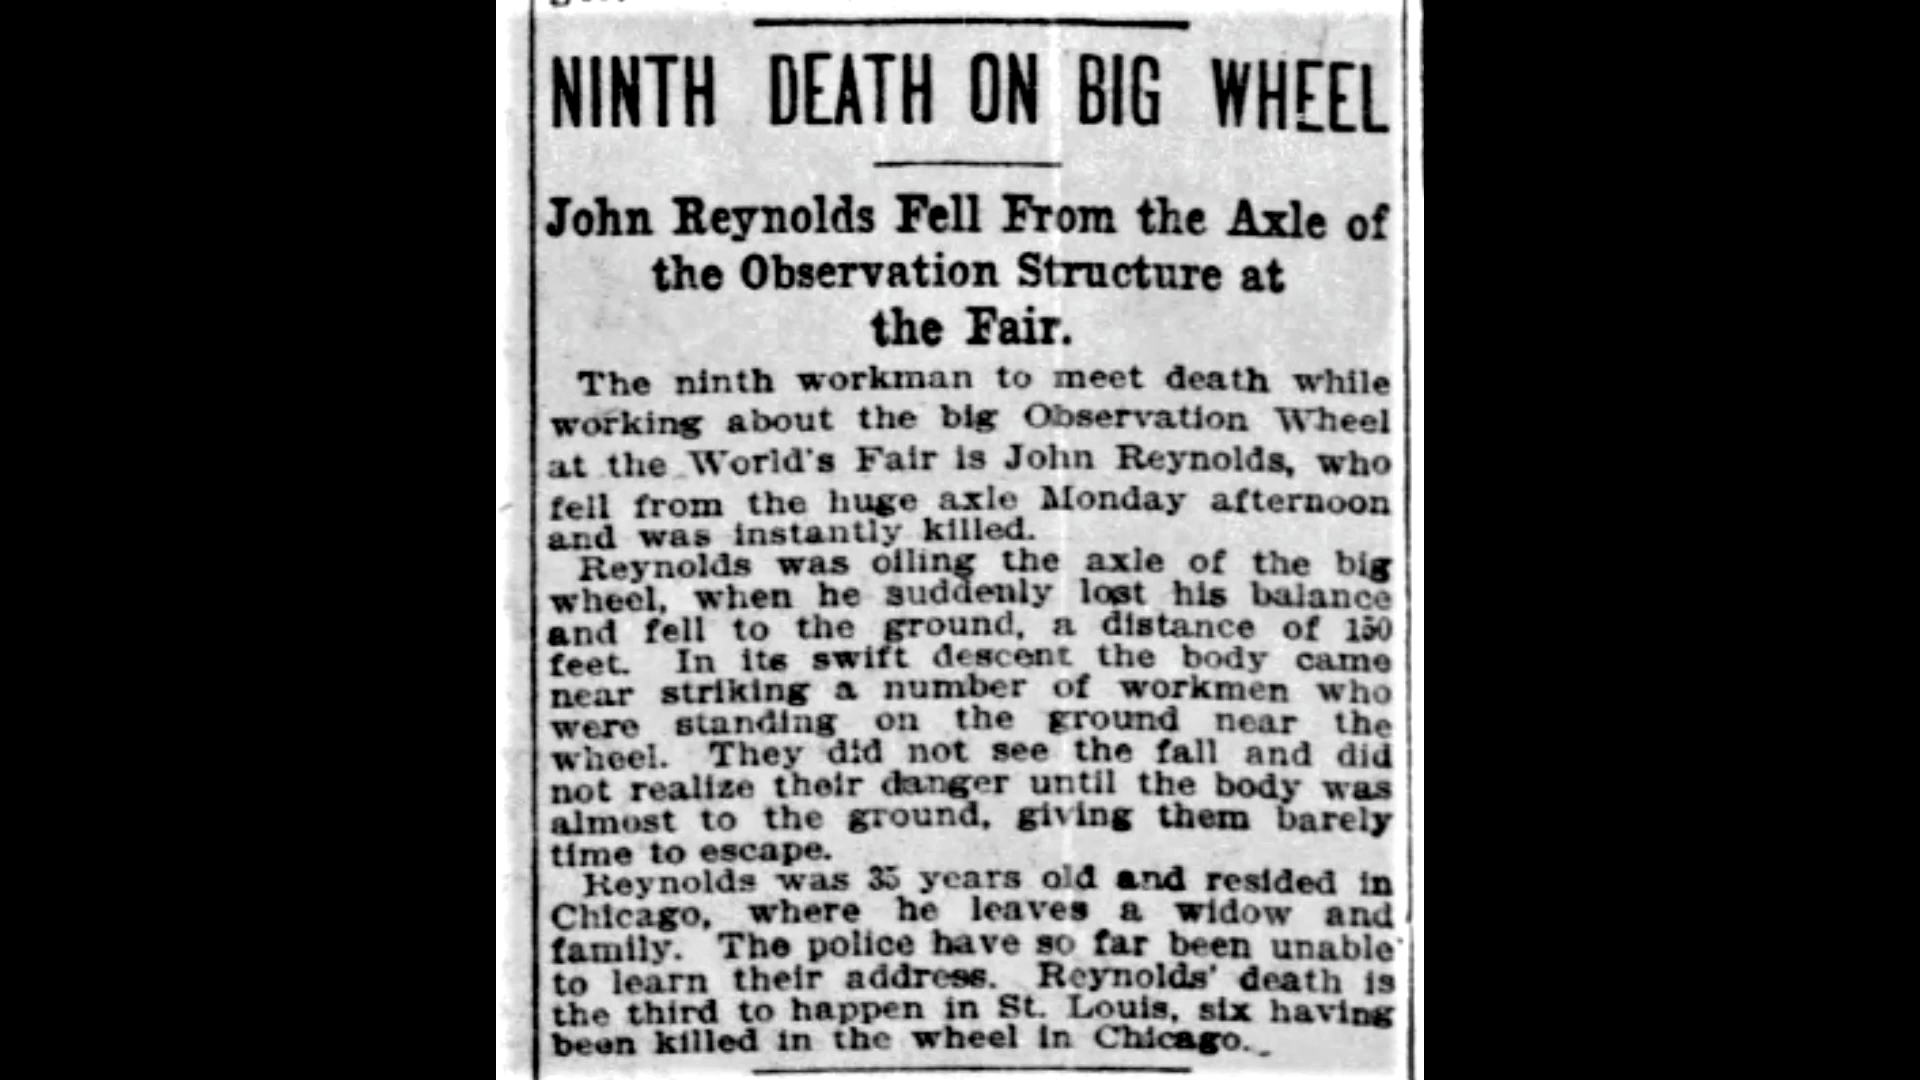 NINTH DEATH ON BIG WHEEL
John Reynolds Fell From the Axle of
the Observation Structure at
the Fair.
The ninth workman to meet death while
working about the big Observation Wheel
at the World's Fair is John Reynolds, who
fell from the huge axle Monday afternoon
and was instantly killed.
Reynolds was oiling the axle of the big
wheel, when he suddenly lost his balance
and fell to the ground, a distance of 150
feet. In its swift descent the body came
near striking a number of workmen who
were standing on the ground near the
wheel. They did not see the fall and did
not realize their danger until the body was
almost to the ground, giving them barely
time to escape.
Reynolds was 35 years old and resided in
Chicago, where he leaves a widow and
family. The police have so far been unable
to learn their address. Reynolds' death is
the third to happen in St. Louis, six having
been killed in the wheel in Chicago.